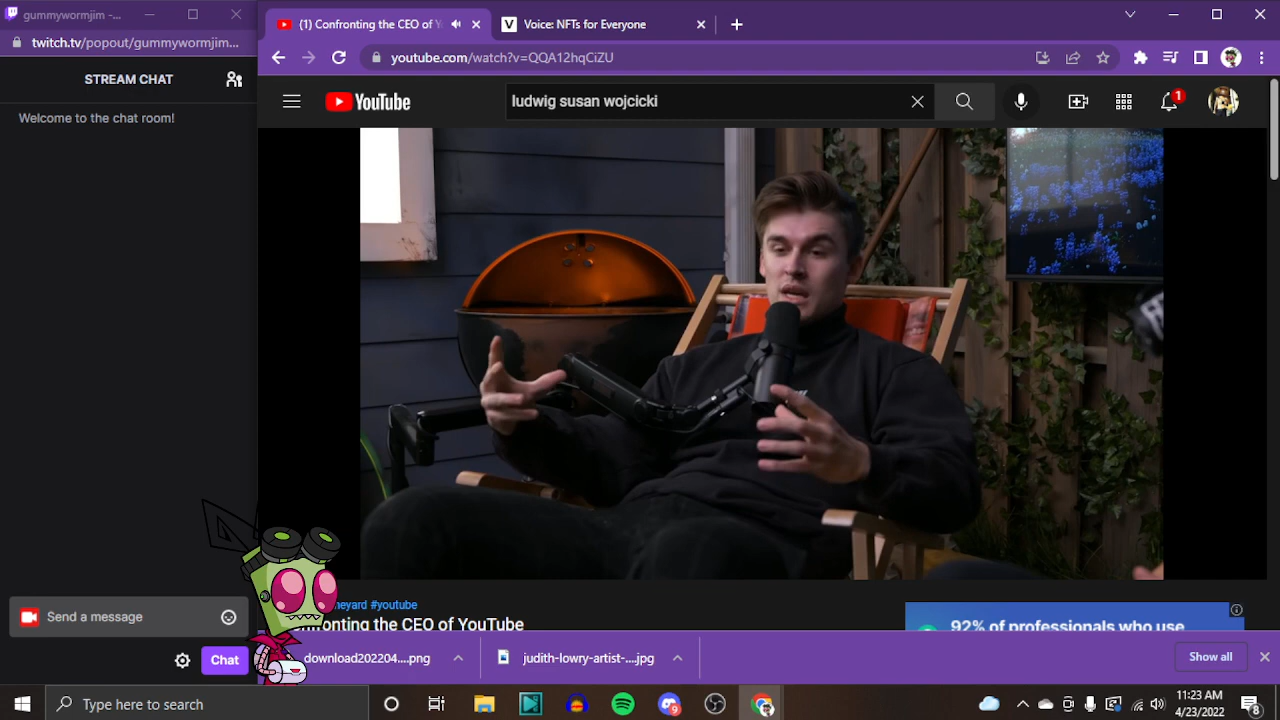 gummywormjim -...
twitch.tv/popout/gummywormjim...
STREAM CHAT
Welcome to the chat room!
Send a message
Chat
(1) Confronting the CEO of Y
V Voice: NFTs for Everyone
youtube.com/watch?v=QQA12hqCiZU
YouTube
ludwig susan wojcicki
1
neyard #youtube
nfronting the CEO of YouTube
92% of professionals who use
download202204....png
judith-lowry-artist-....jpg
Show all
Type here to search
9
11:23 AM
4/23/2022
8